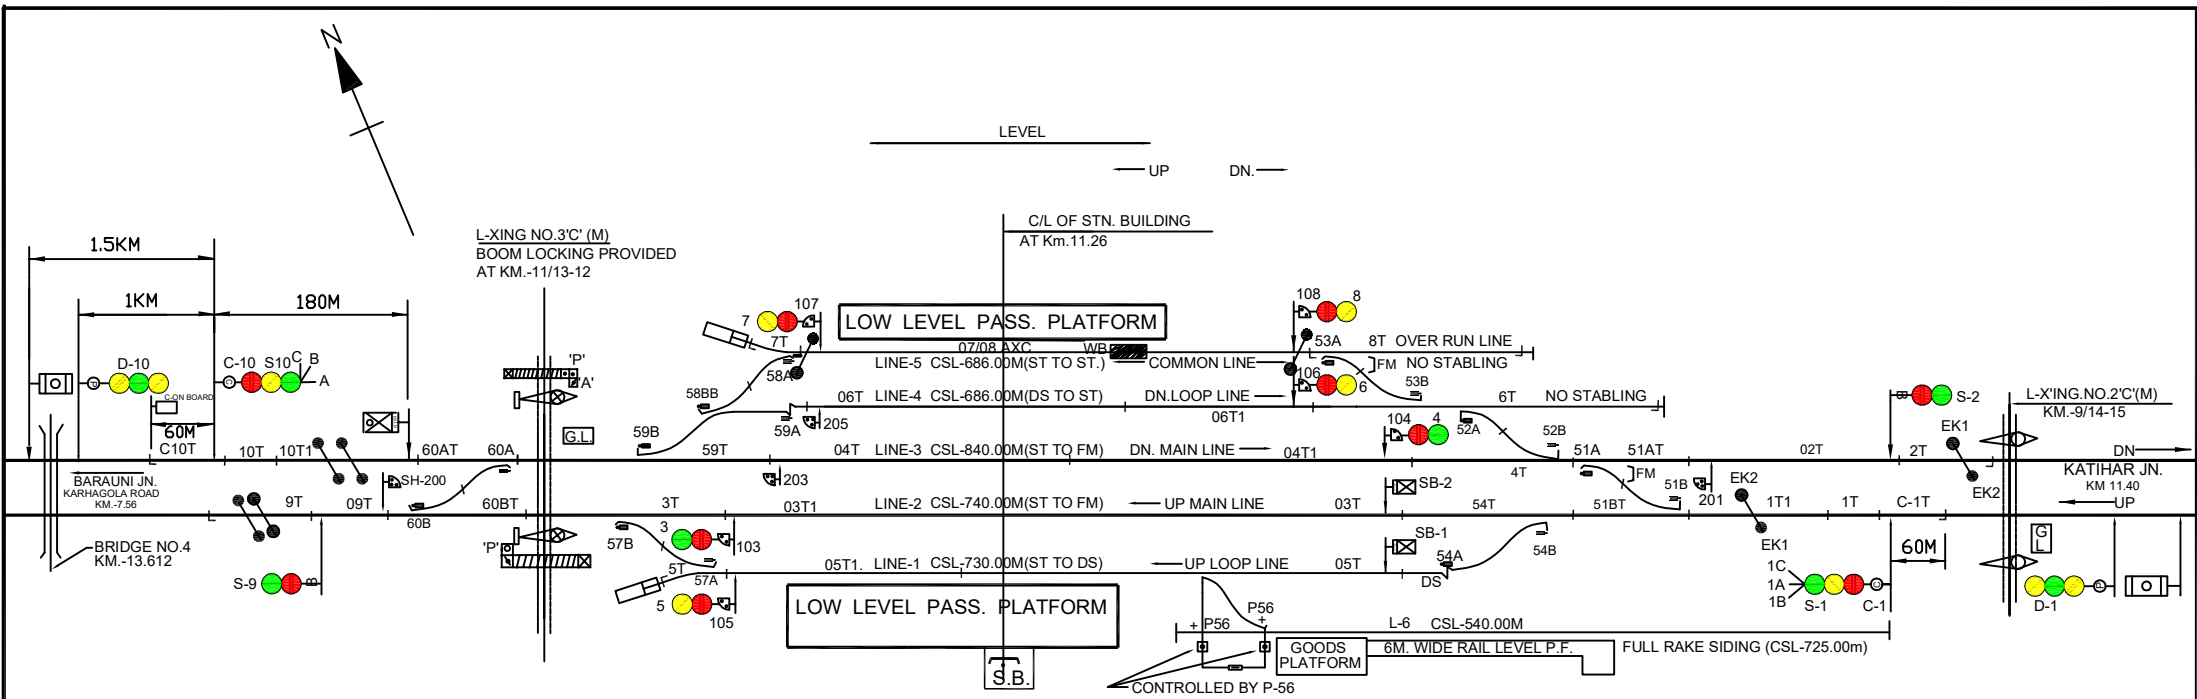 N
LEVEL
UP DN.
C/L OF STN. BUILDING
AT Km.11.26
L-XING NO.3'C' (M)
BOOM LOCKING PROVIDED
AT KM.-11/13-12
1.5KM
1KM
180M
D-10
C-10 S10 C B
A
C-ON BOARD
60M
C10T
10T 10T1
60AT 60A
'P'
'A'
G.L.
7
107
7T
58A
58BB
59A
59B
205
LOW LEVEL PASS. PLATFORM
07/08 AXC
WB
LINE-5 CSL-686.00M(ST TO ST.) COMMON LINE
108 8
53A
8T OVER RUN LINE
FM NO STABLING
106 6
53B
06T LINE-4 CSL-686.00M(DS TO ST) DN.LOOP LINE
06T1
6T NO STABLING
104 4
52A
52B
59T
04T LINE-3 CSL-840.00M(ST TO FM) DN. MAIN LINE
04T1
4T
51A 51AT
FM
51B
02T
B
S-2
2T
EK1
EK2
L-X'ING.NO.2'C'(M)
KM.-9/14-15
DN
KATIHAR JN.
KM 11.40
UP
BARAUNI JN.
KARHAGOLA ROAD
KM.-7.56
9T 09T
SH-200
60B
60BT
203
3T
03T1
LINE-2 CSL-740.00M(ST TO FM) UP MAIN LINE
03T
SB-2
54T
51BT
201
EK2
EK1
1T1 1T C-1T
60M
BRIDGE NO.4
KM.-13.612
S-9
B
'P'
57B
3
103
5T
57A
5
105
05T1. LINE-1 CSL-730.00M(ST TO DS) UP LOOP LINE
05T
SB-1
54A
54B
DS
1C
1A
1B
S-1 C-1
G
L
D-1
LOW LEVEL PASS. PLATFORM
S.B.
+ P56
P56
+
L-6 CSL-540.00M
GOODS
PLATFORM
6M. WIDE RAIL LEVEL P.F.
FULL RAKE SIDING (CSL-725.00m)
CONTROLLED BY P-56